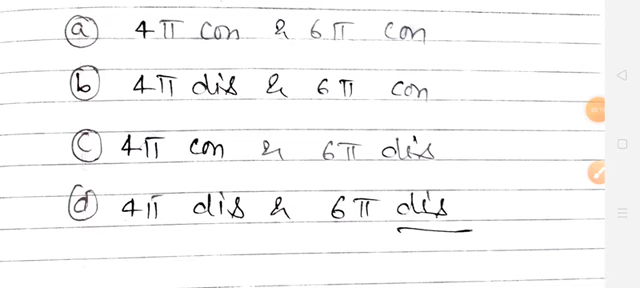 (a) 4π con & 6π con
(b) 4π dis & 6π con
(c) 4π con & 6π dis
(d) 4π dis & 6π dis